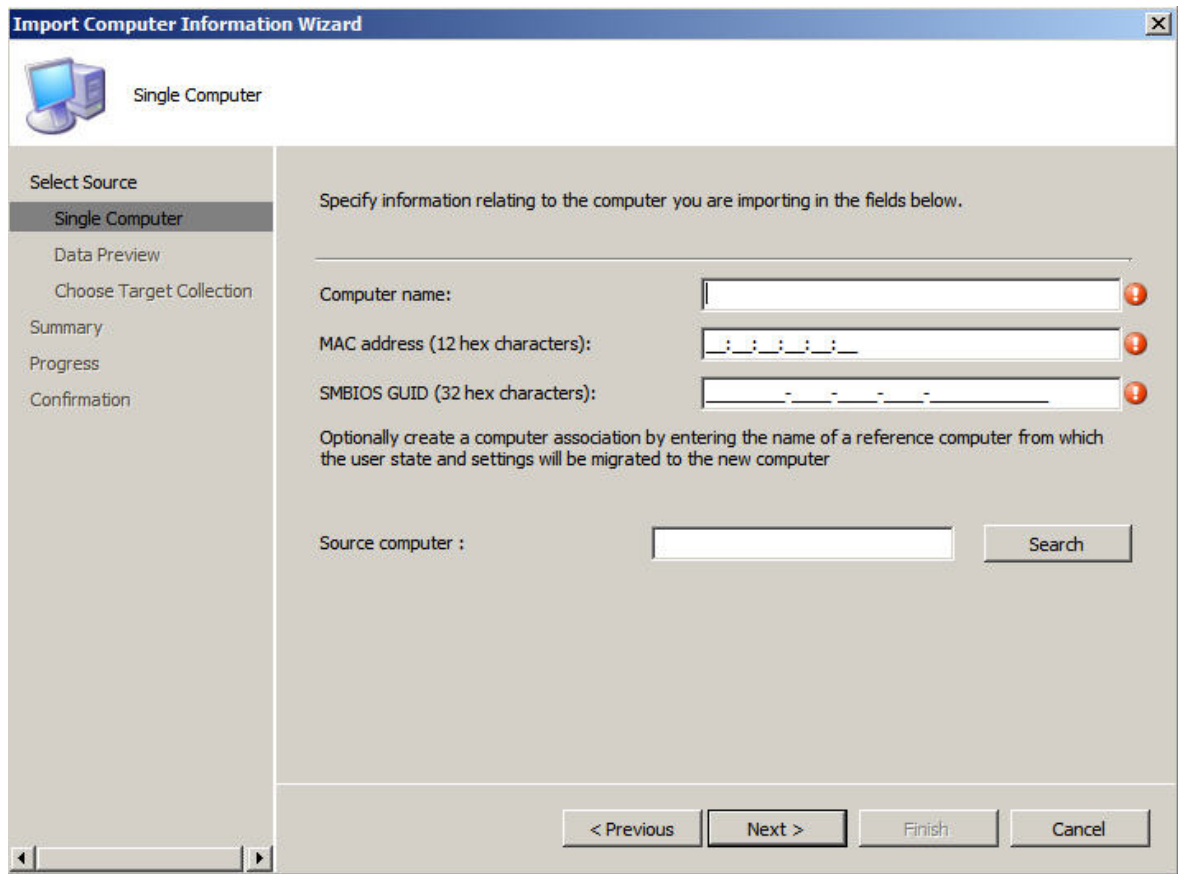 Import Computer Information Wizard
Single Computer
Select Source
Single Computer
Data Preview
Choose Target Collection
Summary
Progress
Confirmation
Specify information relating to the computer you are importing in the fields below.
Computer name:
MAC address (12 hex characters): __:__:__:__:__:__
SMBIOS GUID (32 hex characters): ________-____-____-____-____________
Optionally create a computer association by entering the name of a reference computer from which
the user state and settings will be migrated to the new computer
Source computer :
Search
< Previous Next > Finish Cancel